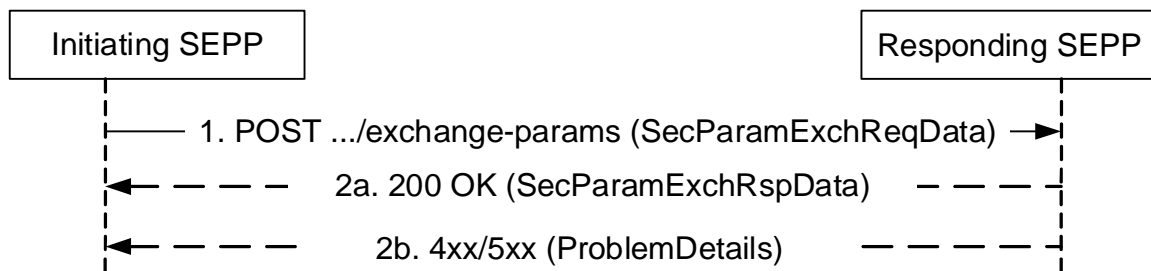 Initiating SEPP
Responding SEPP
1. POST .../exchange-params (SecParamExchReqData)
2a. 200 OK (SecParamExchRspData)
2b. 4xx/5xx (ProblemDetails)